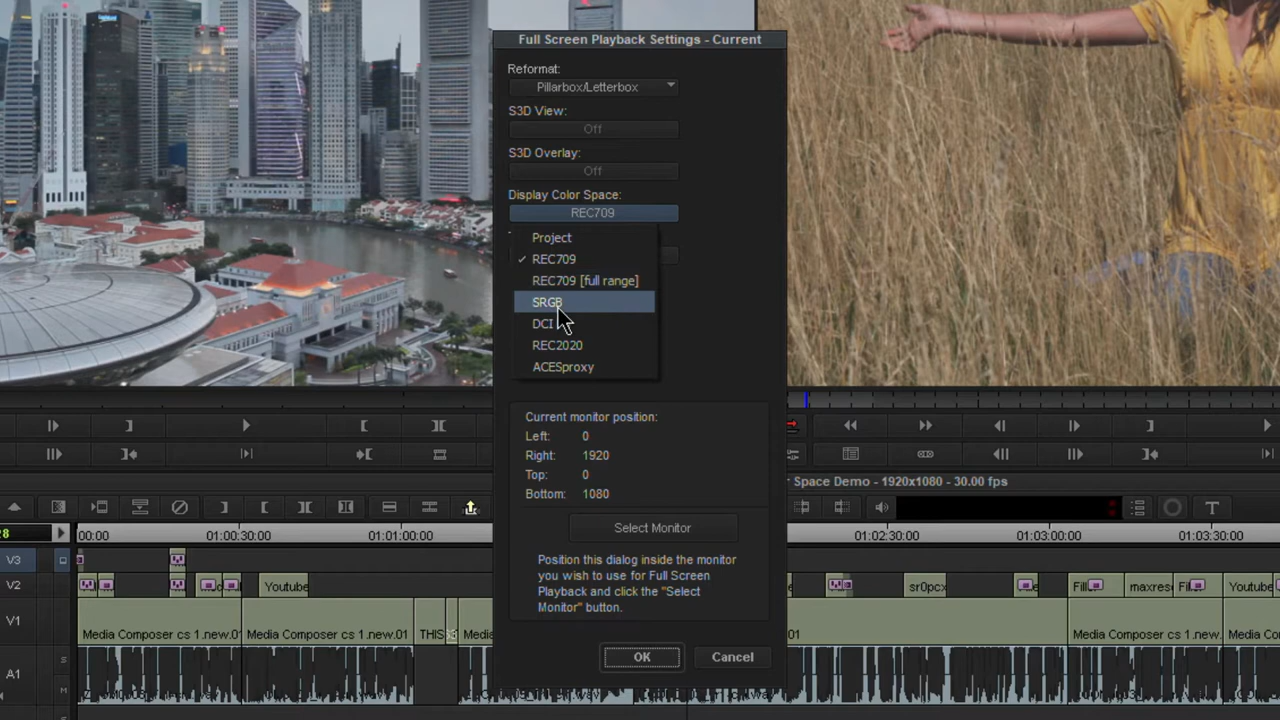 Full Screen Playback Settings - Current
Reformat:
Pillarbox/Letterbox
S3D View:
Off
S3D Overlay:
Off
Display Color Space:
REC709
Project
✓ REC709
REC709 [full range]
SRGB
DCI
REC2020
ACESproxy
Current monitor position:
Left: 0
Right: 1920
Top: 0
Bottom: 1080
Select Monitor
Position this dialog inside the monitor
you wish to use for Full Screen
Playback and click the "Select
Monitor" button.
OK
Cancel
Space Demo - 1920x1080 - 30.00 fps
T
8
00:00
01:00:30:00
01:01:00:00
01:02:30:00
01:03:00:00
01:03:30:00
V3
V2
Youtube
sr0pcx
Filler
maxres
Filler
Youtube
V1
Media Composer cs 1.new.01
Media Composer cs 1.new.01
THIS
Media
01
Media Composer cs 1.new.
Media
A1
S
M